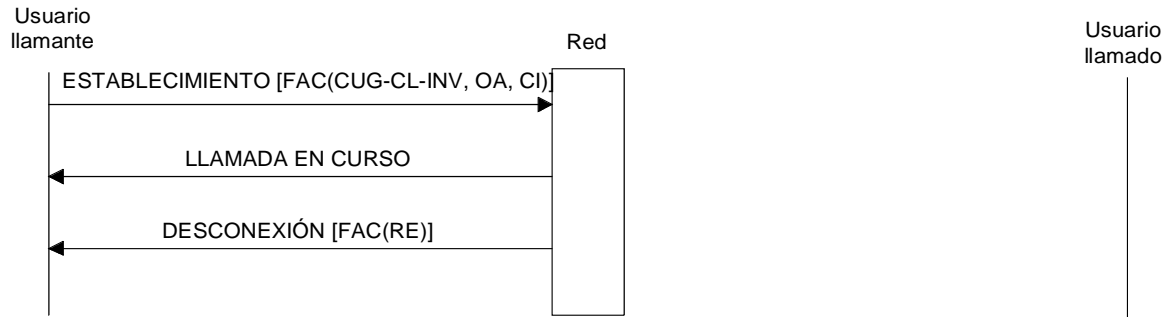 Usuario
llamante
Red
Usuario
llamado
ESTABLECIMIENTO [FAC(CUG-CL-INV, OA, CI)]
LLAMADA EN CURSO
DESCONEXIÓN [FAC(RE)]